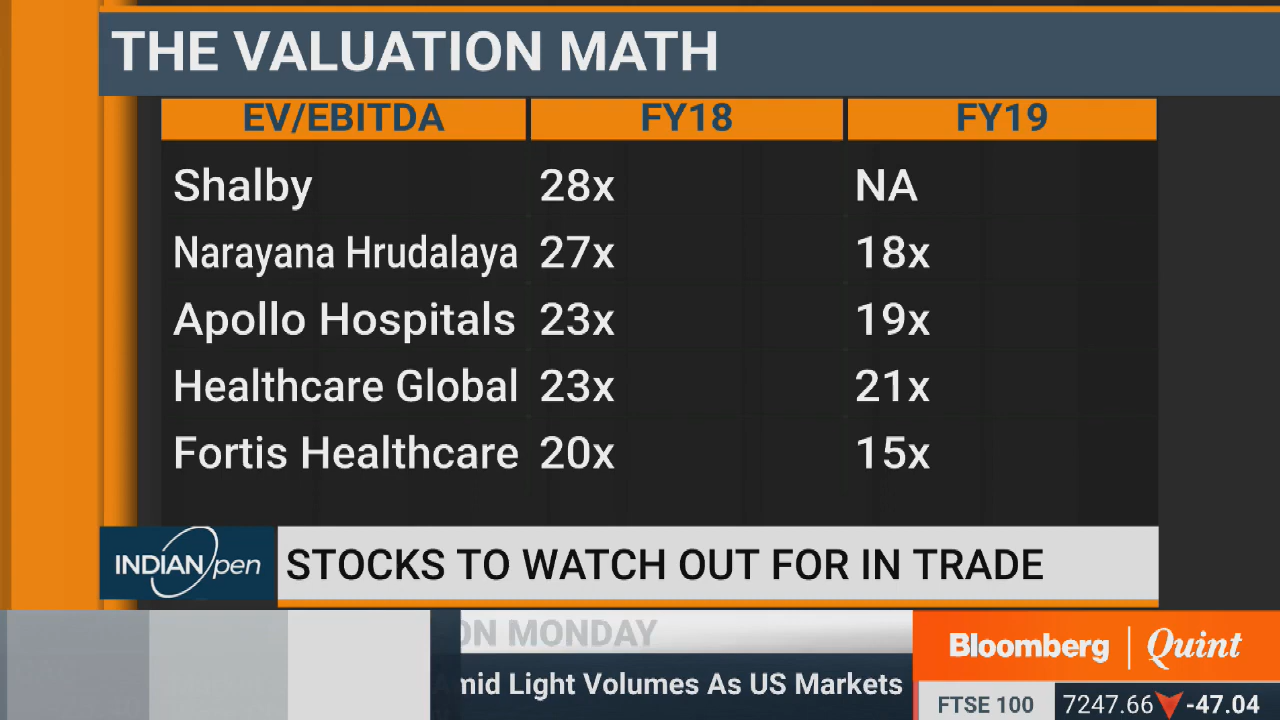 THE VALUATION MATH
EV/EBITDA FY18 FY19
Shalby 28x NA
Narayana Hrudalaya 27x 18x
Apollo Hospitals 23x 19x
Healthcare Global 23x 21x
Fortis Healthcare 20x 15x
INDIAN Open STOCKS TO WATCH OUT FOR IN TRADE
ON MONDAY
mid Light Volumes As US Markets
Bloomberg | Quint
FTSE 100 7247.66 -47.04